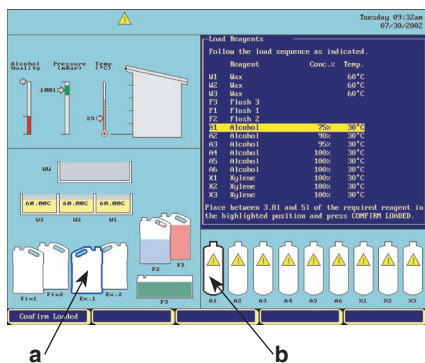 Tuesday 09:32am
07/30/2002
Load Reagents
Follow the load sequence as indicated.
Reagent Conc.% Temp.
W1 Wax 60°C
W2 Wax 60°C
W3 Wax 60°C
F3 Flush 3
F1 Flush 1
F2 Flush 2
A1 Alcohol 75% 30°C
A2 Alcohol 90% 30°C
A3 Alcohol 95% 30°C
A4 Alcohol 100% 30°C
A5 Alcohol 100% 30°C
A6 Alcohol 100% 30°C
X1 Xylene 100% 30°C
X2 Xylene 100% 30°C
X3 Xylene 100% 30°C
Place between 3.8l and 5l of the required reagent in
the highlighted position and press CONFIRM LOADED.
Alcohol Quality
Pressure (mBar)
Temp (°C)
1001
25
WW
60.00C 60.00C 60.00C
W3 W2 W1
F2 F1
F3
Fix1 Fix2 Ex.1 Ex.2
A1 A2 A3 A4 A5 A6 X1 X2 X3
Confirm Loaded
a b